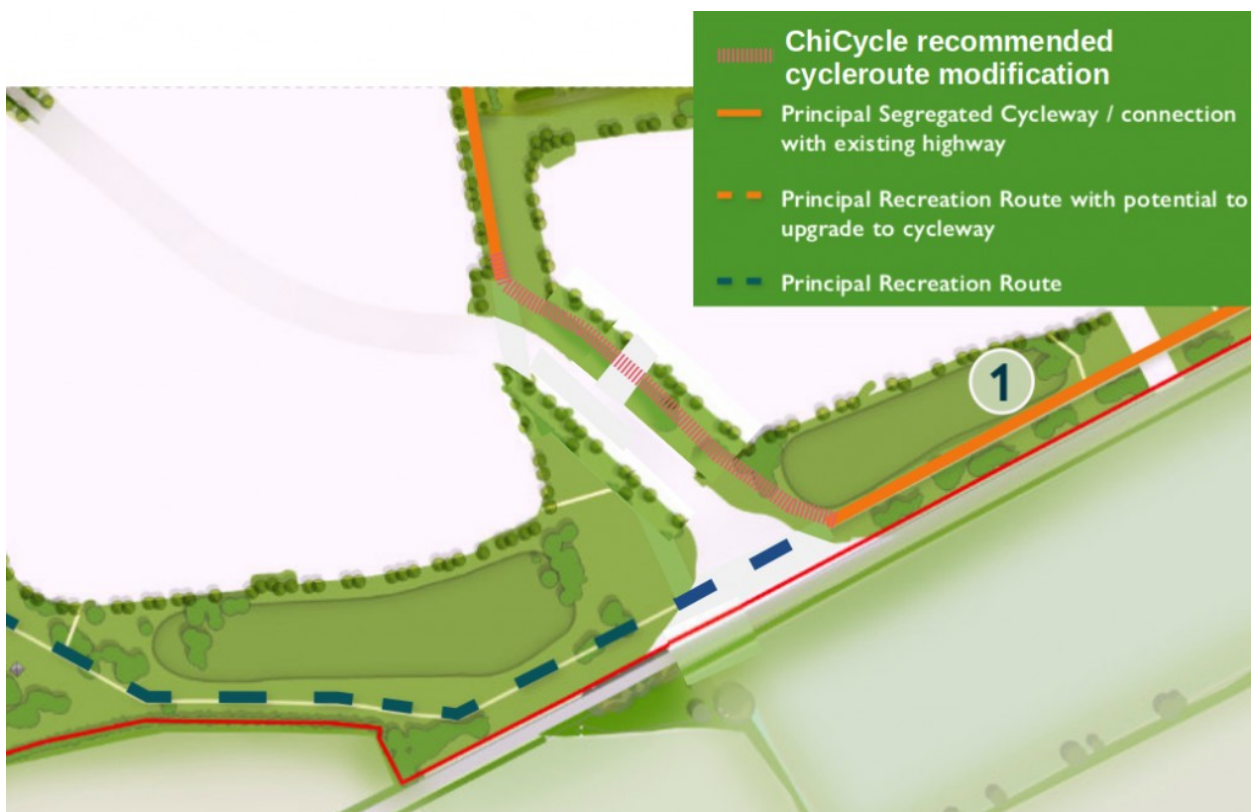 ChiCycle recommended
cycleroute modification
Principal Segregated Cycleway / connection
with existing highway
Principal Recreation Route with potential to
upgrade to cycleway
Principal Recreation Route
1